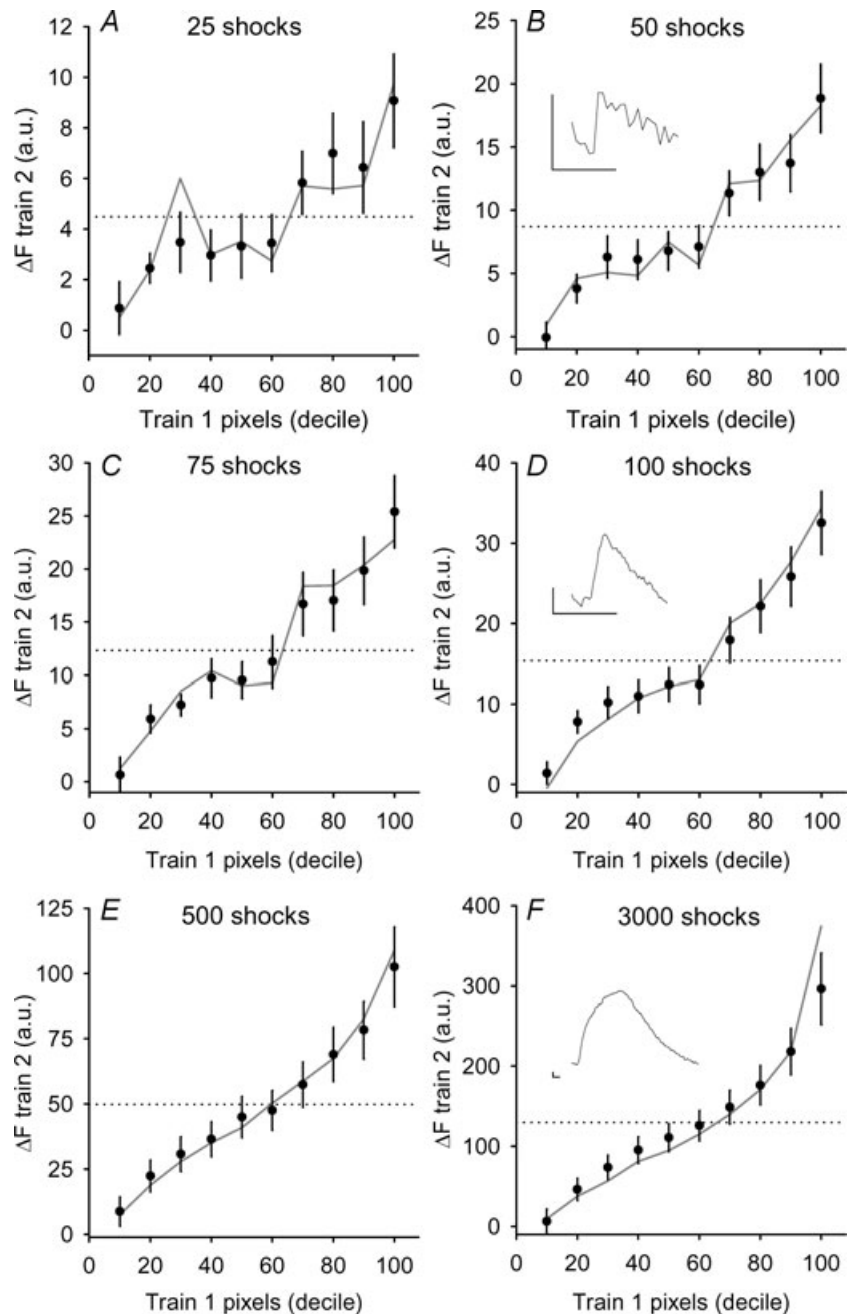 A 25 shocks
12
10
8
6
4
2
0
ΔF train 2 (a.u.)
0 20 40 60 80 100
Train 1 pixels (decile)
B 50 shocks
25
20
15
10
5
0
ΔF train 2 (a.u.)
0 20 40 60 80 100
Train 1 pixels (decile)
C 75 shocks
30
25
20
15
10
5
0
ΔF train 2 (a.u.)
0 20 40 60 80 100
Train 1 pixels (decile)
D 100 shocks
40
30
20
10
0
ΔF train 2 (a.u.)
0 20 40 60 80 100
Train 1 pixels (decile)
E 500 shocks
125
100
75
50
25
0
ΔF train 2 (a.u.)
0 20 40 60 80 100
Train 1 pixels (decile)
F 3000 shocks
400
300
200
100
0
ΔF train 2 (a.u.)
0 20 40 60 80 100
Train 1 pixels (decile)